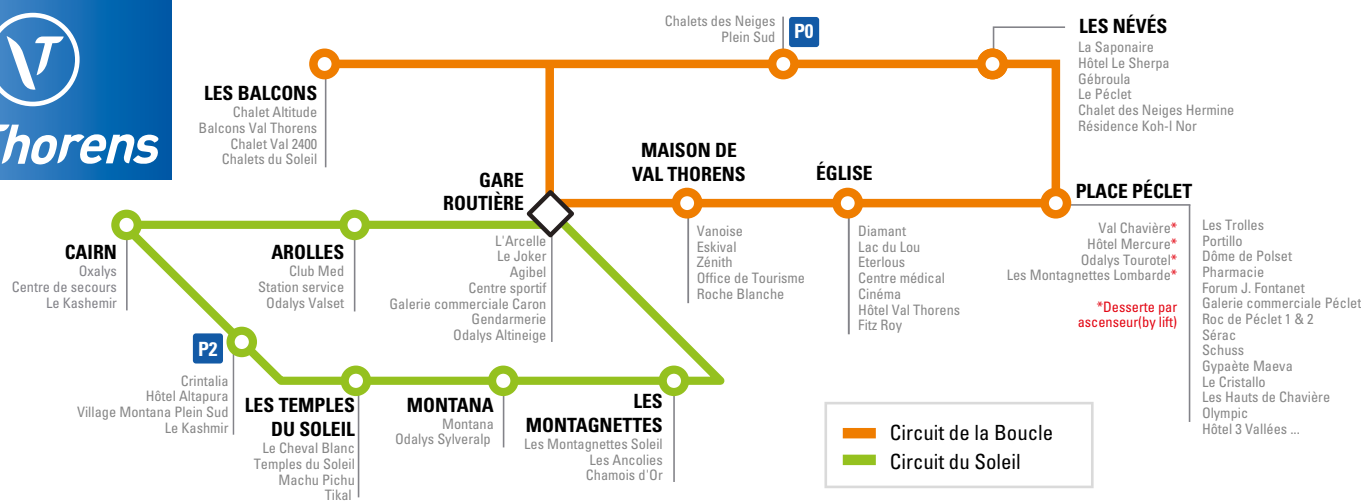 Thorens
LES BALCONS
Chalet Altitude
Balcons Val Thorens
Chalet Val 2400
Chalets du Soleil
Chalets des Neiges
Plein Sud
P0
LES NÉVÉS
La Saponaire
Hôtel Le Sherpa
Gébroula
Le Péclet
Chalet des Neiges Hermine
Résidence Koh-I Nor
GARE
ROUTIÈRE
L'Arcelle
Le Joker
Agibel
Centre sportif
Galerie commerciale Caron
Gendarmerie
Odalys Altineige
MAISON DE
VAL THORENS
Vanoise
Eskival
Zénith
Office de Tourisme
Roche Blanche
ÉGLISE
Diamant
Lac du Lou
Eterlous
Centre médical
Cinéma
Hôtel Val Thorens
Fitz Roy
PLACE PÉCLET
Val Chavière*
Hôtel Mercure*
Odalys Tourotel*
Les Montagnettes Lombarde*
*Desserte par
ascenseur(by lift)
Les Trolles
Portillo
Dôme de Polset
Pharmacie
Forum J. Fontanet
Galerie commerciale Péclet
Roc de Péclet 1 & 2
Sérac
Schuss
Gypaète Maeva
Le Cristallo
Les Hauts de Chavière
Olympic
Hôtel 3 Vallées ...
CAIRN
Oxalys
Centre de secours
Le Kashemir
AROLLES
Club Med
Station service
Odalys Valset
P2
Crintalia
Hôtel Altapura
Village Montana Plein Sud
Le Kashmir
LES TEMPLES
DU SOLEIL
Le Cheval Blanc
Temples du Soleil
Machu Pichu
Tikal
MONTANA
Montana
Odalys Sylveralp
LES
MONTAGNETTES
Les Montagnettes Soleil
Les Ancolies
Chamois d'Or
Circuit de la Boucle
Circuit du Soleil